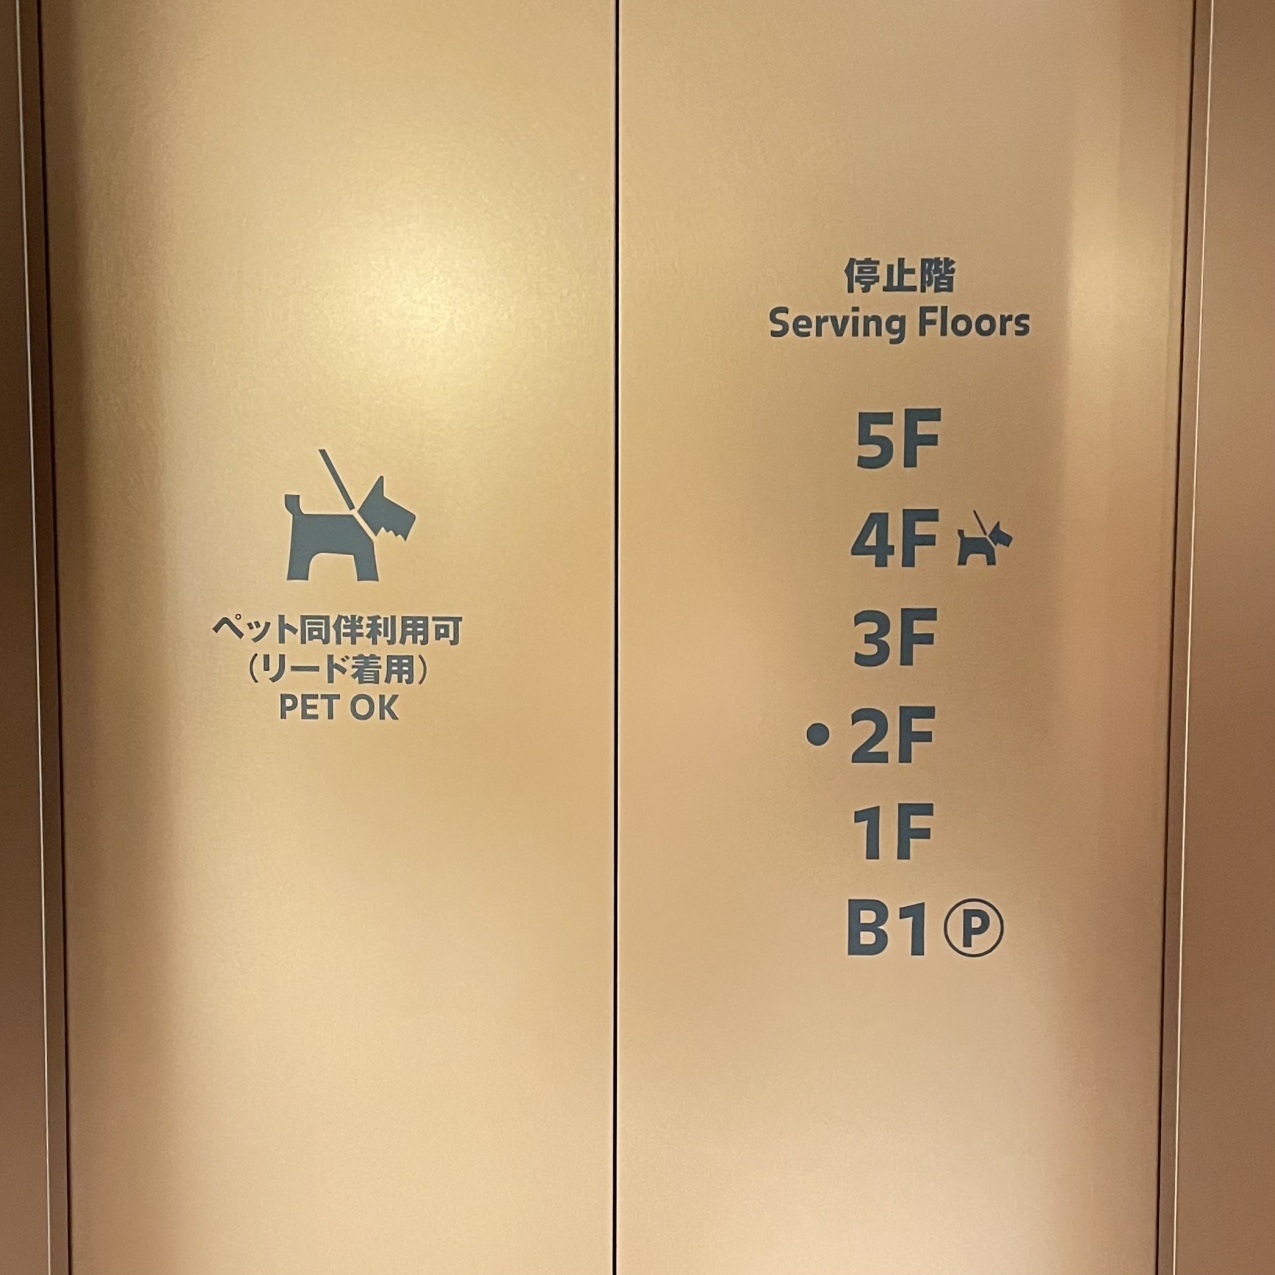 ペット同伴利用可
（リード着用）
PET OK
停止階
Serving Floors
5F
4F
3F
● 2F
1F
B1 Ⓟ